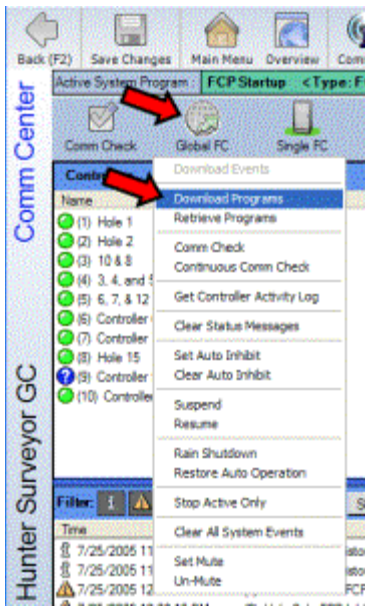 Back (F2) Save Changes Main Menu Overview Com
Active System Program : FCP Startup <Type: F
Comm Check Global FC Single FC
Comm Center
Hunter Surveyor GC
Name
(1) Hole 1
(2) Hole 2
(3) 10 & 8
(4) 3, 4, and 5
(5) 6, 7, & 12
(6) Controller
(7) Controller
(8) Hole 15
(9) Controller
(10) Controlle
Download Events
Download Programs
Retrieve Programs
Comm Check
Continuous Comm Check
Get Controller Activity Log
Clear Status Messages
Set Auto Inhibit
Clear Auto Inhibit
Suspend
Resume
Rain Shutdown
Restore Auto Operation
Stop Active Only
Clear All System Events
Set Mute
Un-Mute
Filter:
Time
7/25/2005 11
7/25/2005 11
7/25/2005 12